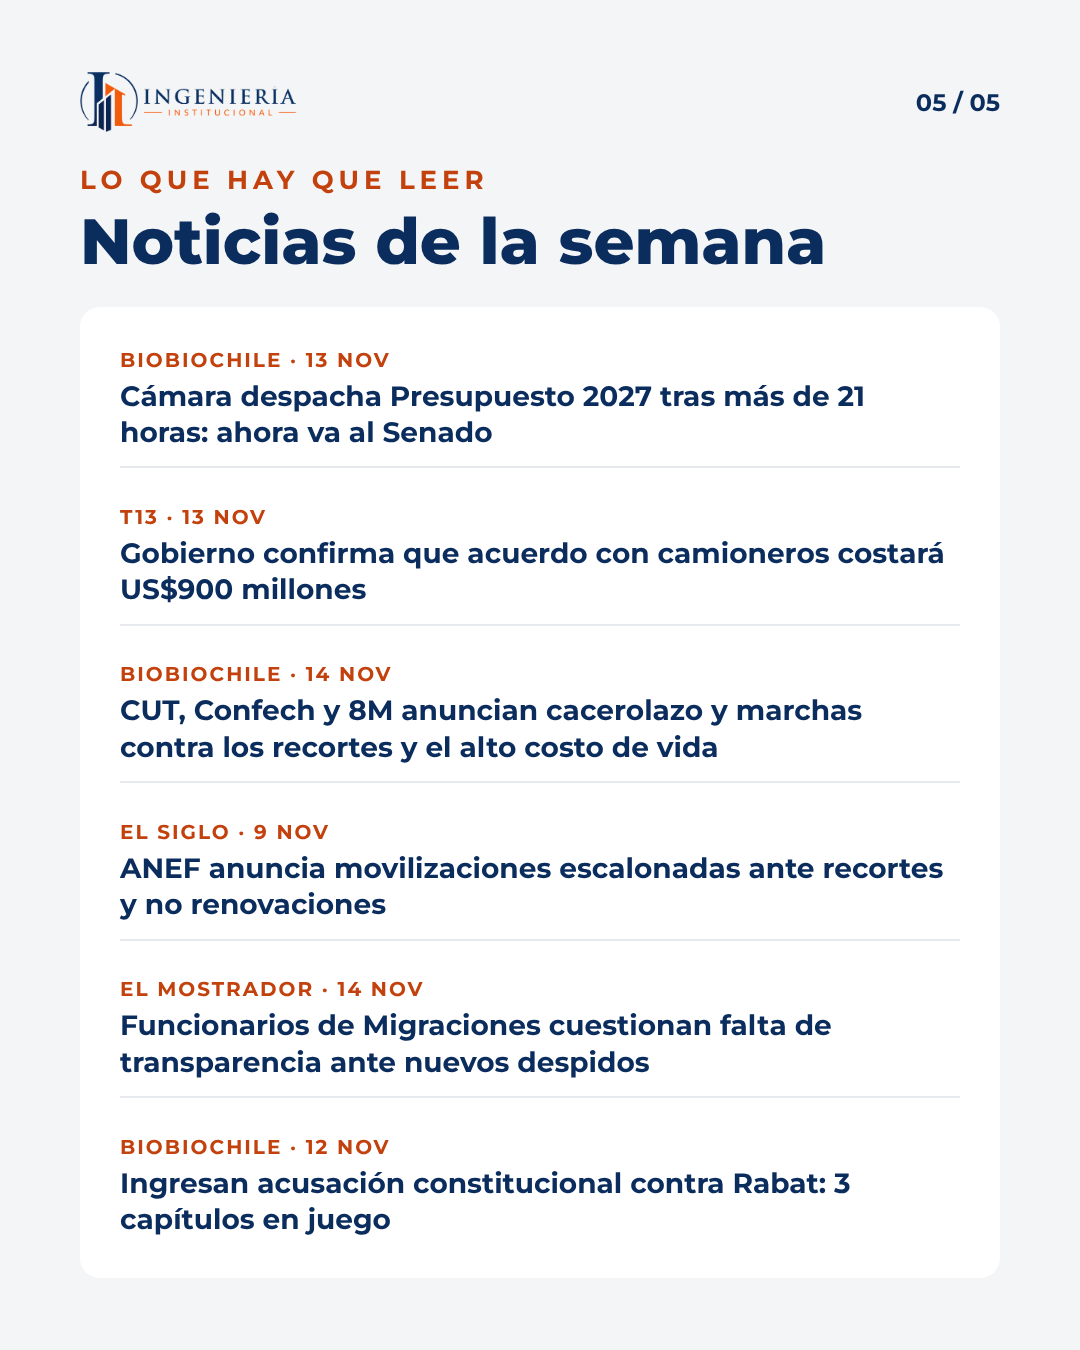 INGENIERIA
INSTITUCIONAL
05 / 05
LO QUE HAY QUE LEER
Noticias de la semana
BIOBIOCHILE · 13 NOV
Cámara despacha Presupuesto 2027 tras más de 21
horas: ahora va al Senado
T13 · 13 NOV
Gobierno confirma que acuerdo con camioneros costará
US$900 millones
BIOBIOCHILE · 14 NOV
CUT, Confech y 8M anuncian cacerolazo y marchas
contra los recortes y el alto costo de vida
EL SIGLO · 9 NOV
ANEF anuncia movilizaciones escalonadas ante recortes
y no renovaciones
EL MOSTRADOR · 14 NOV
Funcionarios de Migraciones cuestionan falta de
transparencia ante nuevos despidos
BIOBIOCHILE · 12 NOV
Ingresan acusación constitucional contra Rabat: 3
capítulos en juego